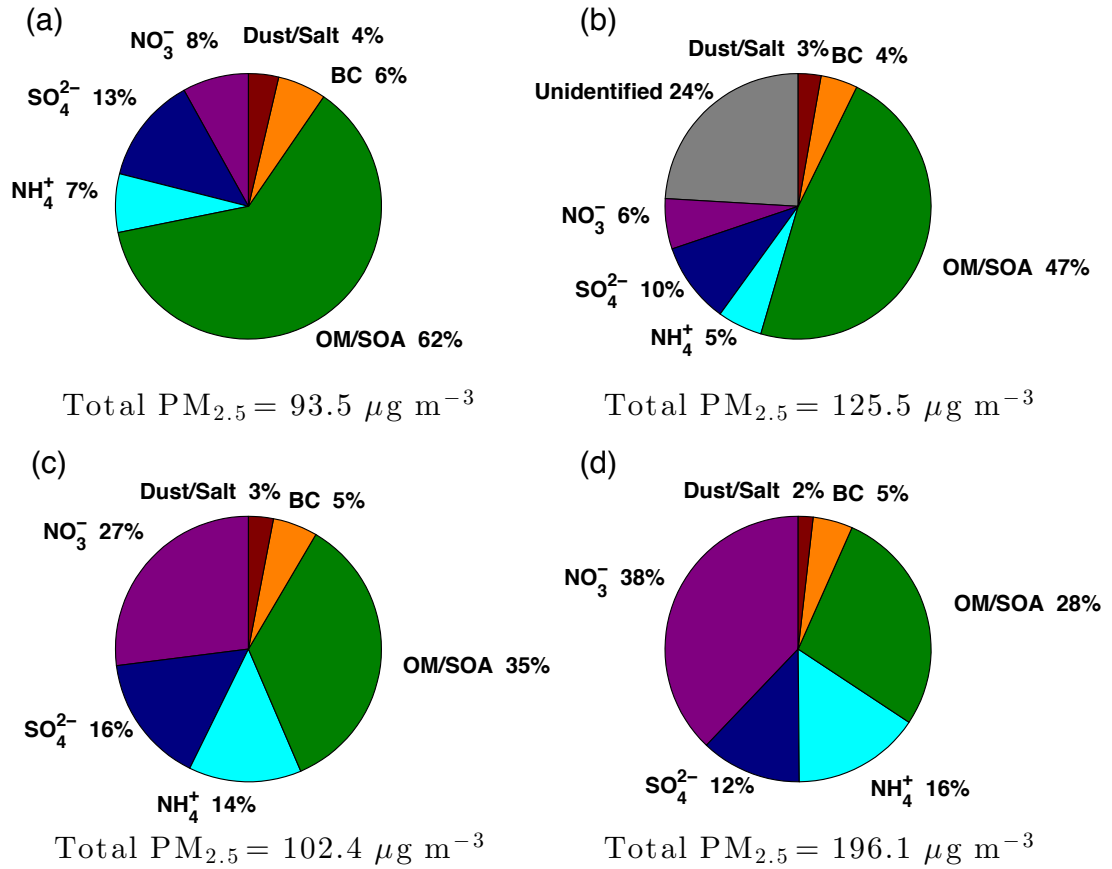 (a)
NO₃⁻ 8%
Dust/Salt 4%
BC 6%
SO₄²⁻ 13%
NH₄⁺ 7%
OM/SOA 62%
Total PM₂.₅ = 93.5 μg m⁻³
(b)
Dust/Salt 3%
BC 4%
Unidentified 24%
NO₃⁻ 6%
OM/SOA 47%
SO₄²⁻ 10%
NH₄⁺ 5%
Total PM₂.₅ = 125.5 μg m⁻³
(c)
Dust/Salt 3%
BC 5%
NO₃⁻ 27%
OM/SOA 35%
SO₄²⁻ 16%
NH₄⁺ 14%
Total PM₂.₅ = 102.4 μg m⁻³
(d)
Dust/Salt 2%
BC 5%
NO₃⁻ 38%
OM/SOA 28%
SO₄²⁻ 12%
NH₄⁺ 16%
Total PM₂.₅ = 196.1 μg m⁻³